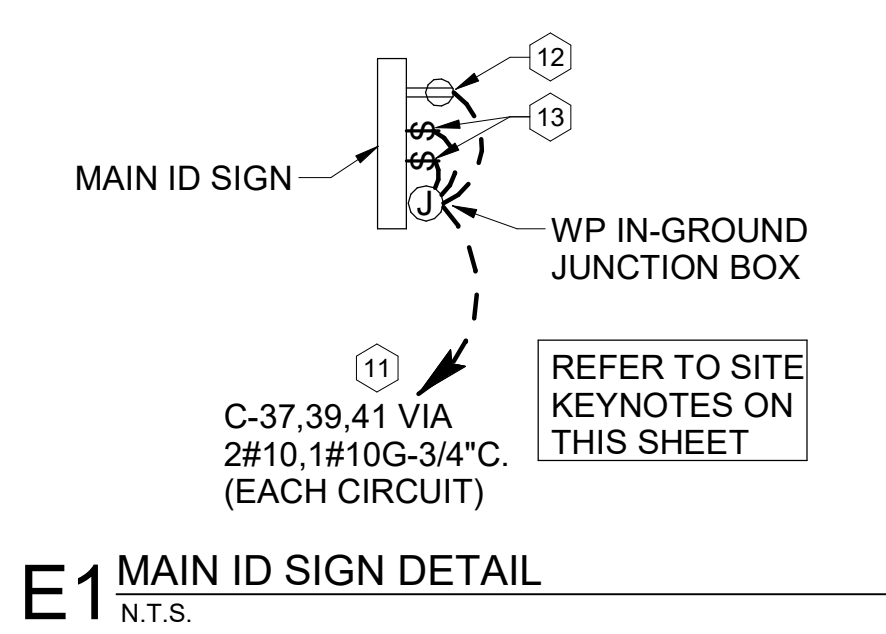 12
$
13
$
MAIN ID SIGN
J
WP IN-GROUND
JUNCTION BOX
11
C-37,39,41 VIA
2#10,1#10G-3/4"C.
(EACH CIRCUIT)
REFER TO SITE
KEYNOTES ON
THIS SHEET
E1 MAIN ID SIGN DETAIL
N.T.S.